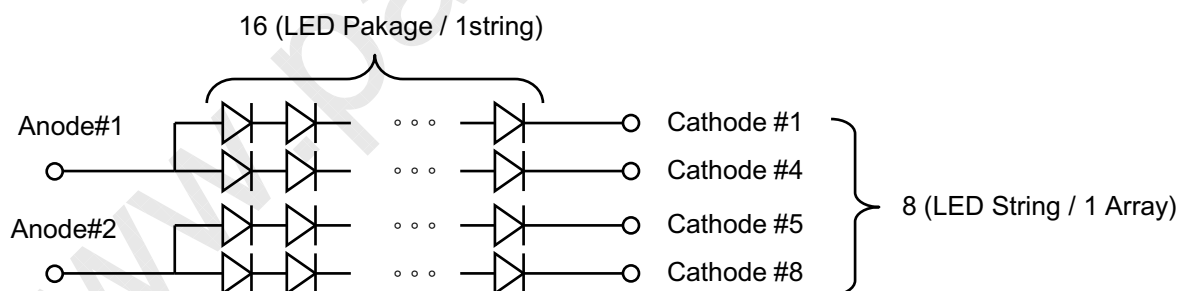 16 (LED Pakage / 1string)
Anode#1
Cathode #1
Cathode #4
Anode#2
Cathode #5
Cathode #8
8 (LED String / 1 Array)